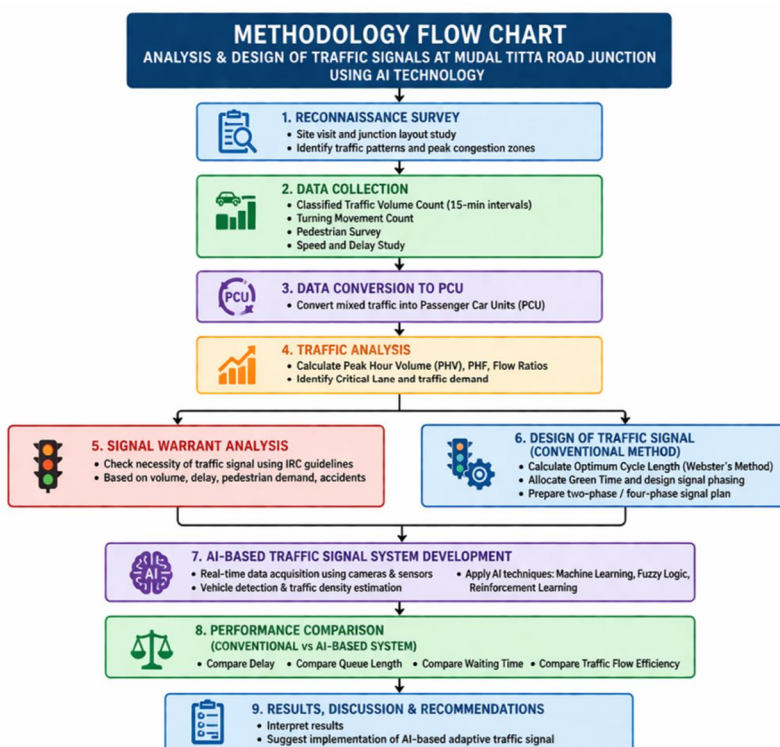 METHODOLOGY FLOW CHART
ANALYSIS & DESIGN OF TRAFFIC SIGNALS AT MUDAL TITTA ROAD JUNCTION
USING AI TECHNOLOGY
1. RECONNAISSANCE SURVEY
• Site visit and junction layout study
• Identify traffic patterns and peak congestion zones
2. DATA COLLECTION
• Classified Traffic Volume Count (15-min intervals)
• Turning Movement Count
• Pedestrian Survey
• Speed and Delay Study
PCU
3. DATA CONVERSION TO PCU
• Convert mixed traffic into Passenger Car Units (PCU)
4. TRAFFIC ANALYSIS
• Calculate Peak Hour Volume (PHV), PHF, Flow Ratios
• Identify Critical Lane and traffic demand
5. SIGNAL WARRANT ANALYSIS
• Check necessity of traffic signal using IRC guidelines
• Based on volume, delay, pedestrian demand, accidents
6. DESIGN OF TRAFFIC SIGNAL
(CONVENTIONAL METHOD)
• Calculate Optimum Cycle Length (Webster's Method)
• Allocate Green Time and design signal phasing
• Prepare two-phase / four-phase signal plan
AI
7. AI-BASED TRAFFIC SIGNAL SYSTEM DEVELOPMENT
• Real-time data acquisition using cameras & sensors
• Vehicle detection & traffic density estimation
• Apply AI techniques: Machine Learning, Fuzzy Logic,
Reinforcement Learning
8. PERFORMANCE COMPARISON
(CONVENTIONAL vs AI-BASED SYSTEM)
• Compare Delay • Compare Queue Length • Compare Waiting Time • Compare Traffic Flow Efficiency
9. RESULTS, DISCUSSION & RECOMMENDATIONS
• Interpret results
• Suggest implementation of AI-based adaptive traffic signal